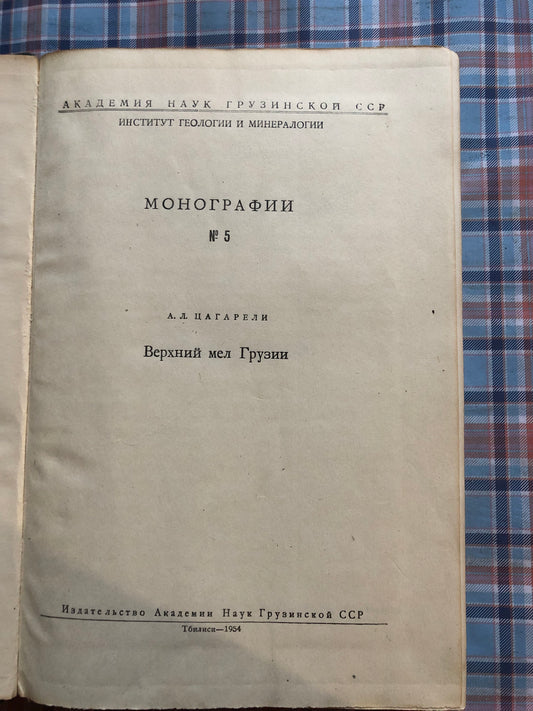 АКАДЕМИЯ НАУК ГРУЗИНСКОЙ ССР
ИНСТИТУТ ГЕОЛОГИИ И МИНЕРАЛОГИИ
МОНОГРАФИИ
№ 5
А. Л. ЦАГАРЕЛИ
Верхний мел Грузии
Издательство Академии Наук Грузинской ССР
Тбилиси—1954